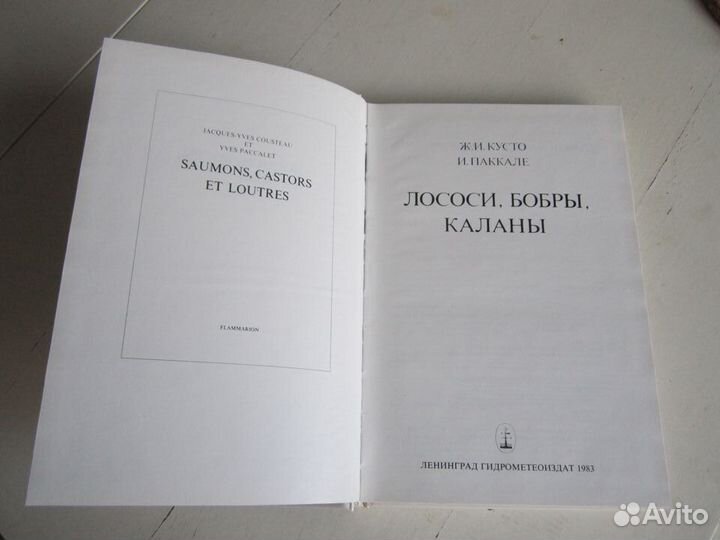 JACQUES-YVES COUSTEAU
ET
YVES PACCALET
SAUMONS, CASTORS
ET LOUTRES
FLAMMARION
Ж.И. КУСТО
И. ПАККАЛЕ
ЛОСОСИ, БОБРЫ,
КАЛАНЫ
ЛЕНИНГРАД ГИДРОМЕТЕОИЗДАТ 1983
Avito